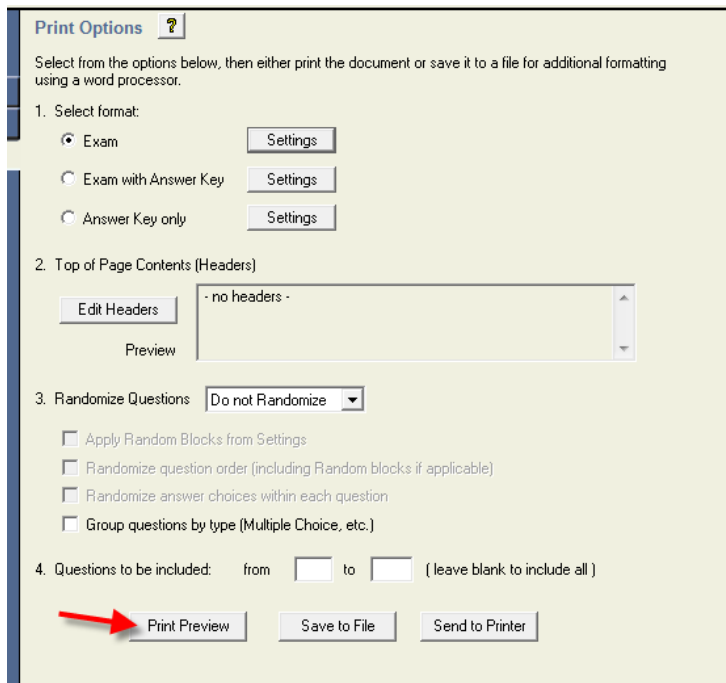 Print Options ?
Select from the options below, then either print the document or save it to a file for additional formatting
using a word processor.
1. Select format:
Exam Settings
Exam with Answer Key Settings
Answer Key only Settings
2. Top of Page Contents (Headers)
Edit Headers - no headers -
Preview
3. Randomize Questions Do not Randomize
Apply Random Blocks from Settings
Randomize question order (including Random blocks if applicable)
Randomize answer choices within each question
Group questions by type (Multiple Choice, etc.)
4. Questions to be included: from to ( leave blank to include all )
Print Preview Save to File Send to Printer